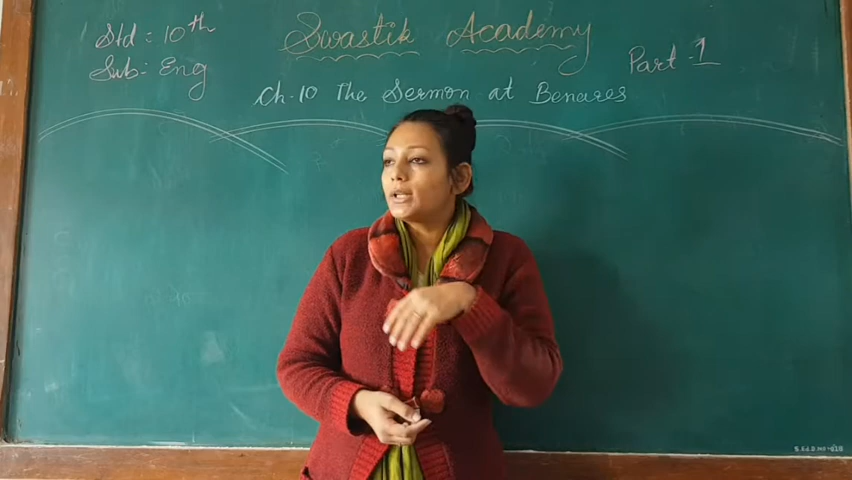 Std = 10th
Sub:- Eng
Swastik Academy
Part -1
Ch-10 The Sermon at Benares